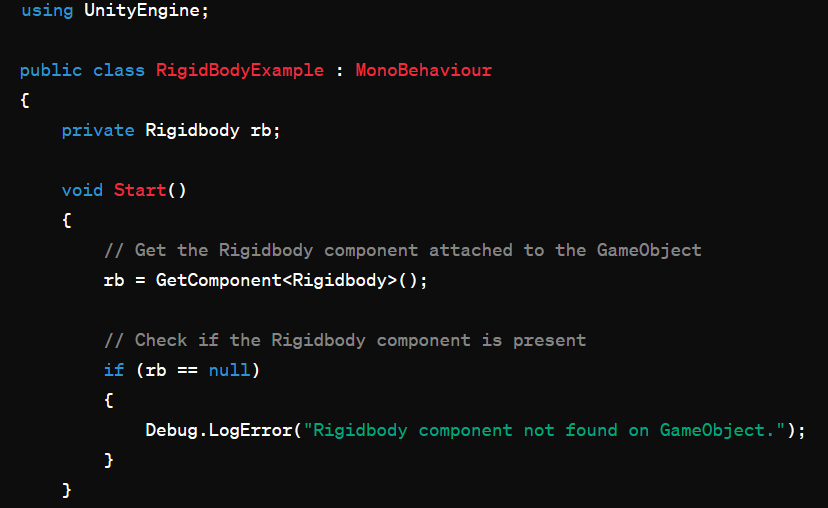 using UnityEngine;
public class RigidBodyExample : MonoBehaviour
{
    private Rigidbody rb;
    void Start()
    {
        // Get the Rigidbody component attached to the GameObject
        rb = GetComponent<Rigidbody>();
        // Check if the Rigidbody component is present
        if (rb == null)
        {
            Debug.LogError("Rigidbody component not found on GameObject.");
        }
    }